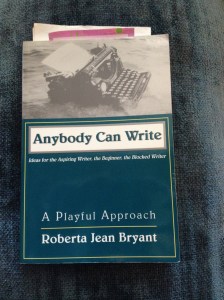 Anybody Can Write
Ideas for the Aspiring Writer, the Beginner, the Blocked Writer
A Playful Approach
Roberta Jean Bryant